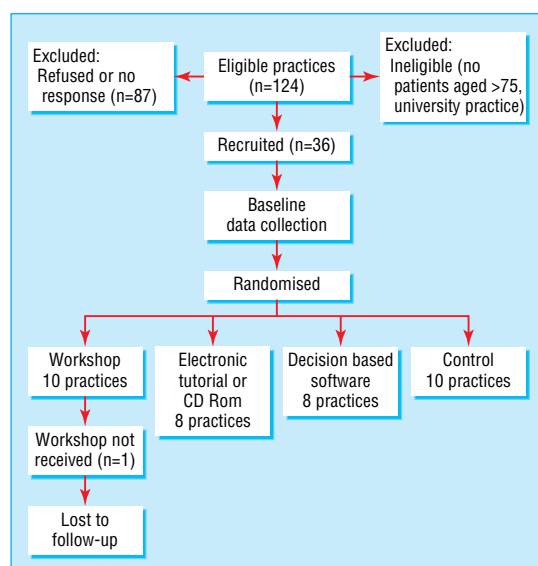 Excluded:
Refused or no
response (n=87)
Eligible practices
(n=124)
Excluded:
Ineligible (no
patients aged >75,
university practice)
Recruited (n=36)
Baseline
data collection
Randomised
Workshop
10 practices
Electronic
tutorial or
CD Rom
8 practices
Decision based
software
8 practices
Control
10 practices
Workshop not
received (n=1)
Lost to
follow-up